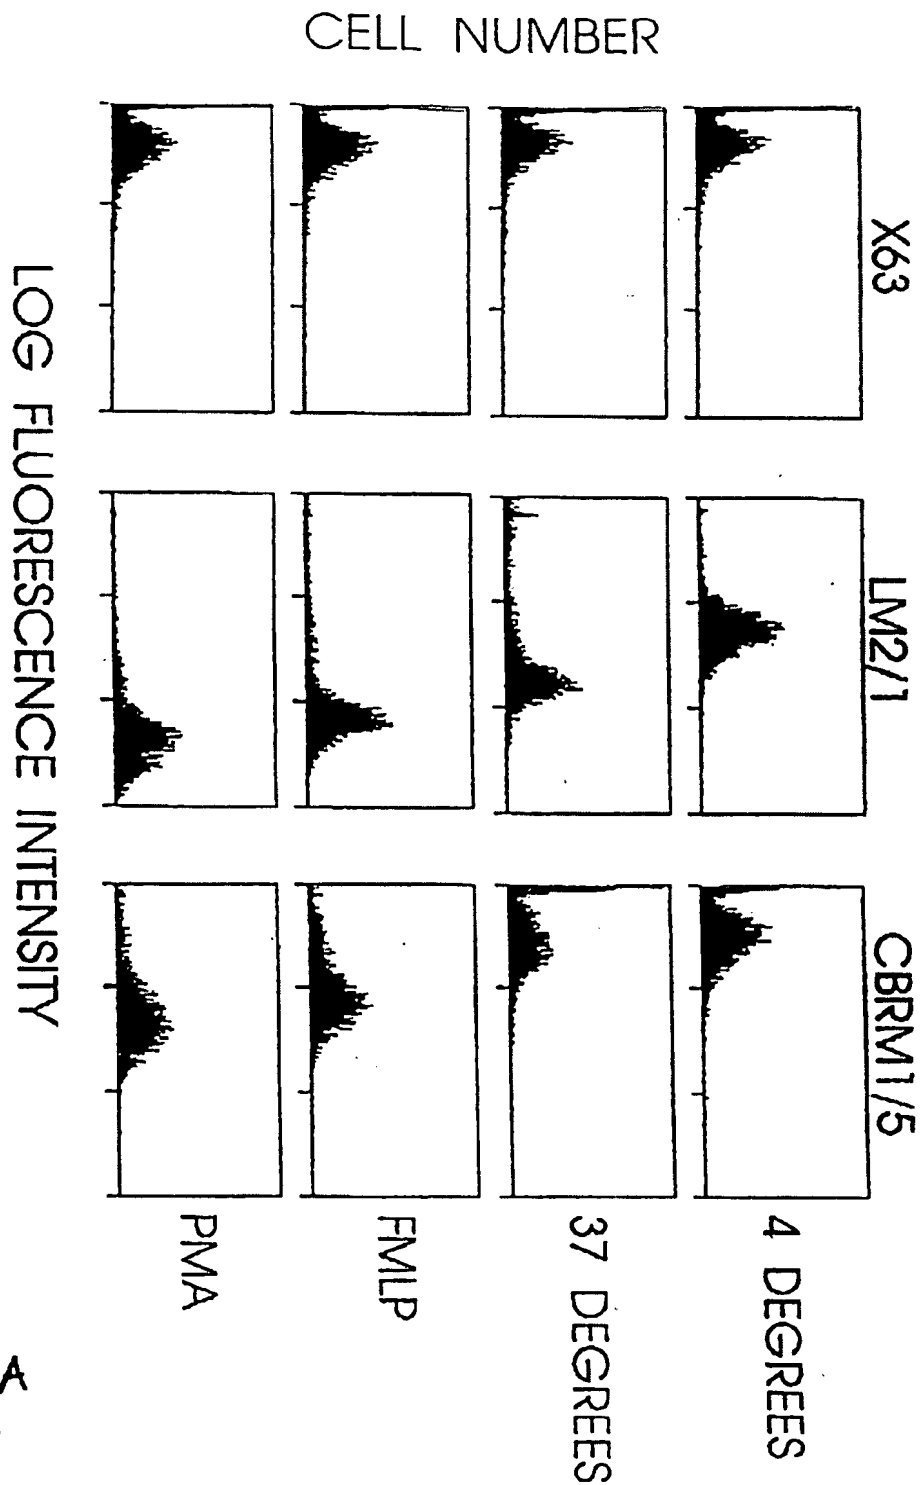 X63
LM2/1
CBRM1/5
4 DEGREES
37 DEGREES
FMLP
PMA
CELL NUMBER
LOG FLUORESCENCE INTENSITY
A